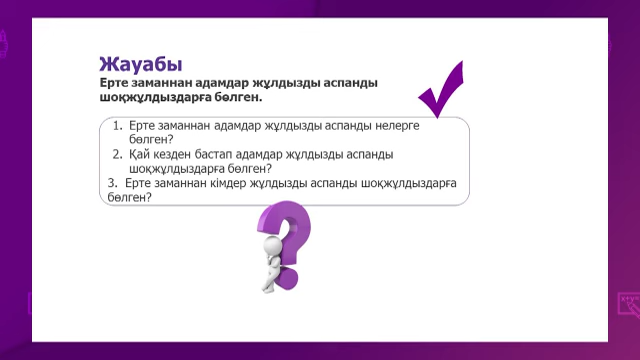 Жауабы
Ерте заманнан адамдар жұлдызды аспанды
шоқжұлдыздарға бөлген.
1. Ерте заманнан адамдар жұлдызды аспанды нелерге
бөлген?
2. Қай кезден бастап адамдар жұлдызды аспанды
шоқжұлдыздарға бөлген?
3. Ерте заманнан кімдер жұлдызды аспанды шоқжұлдыздарға
бөлген?